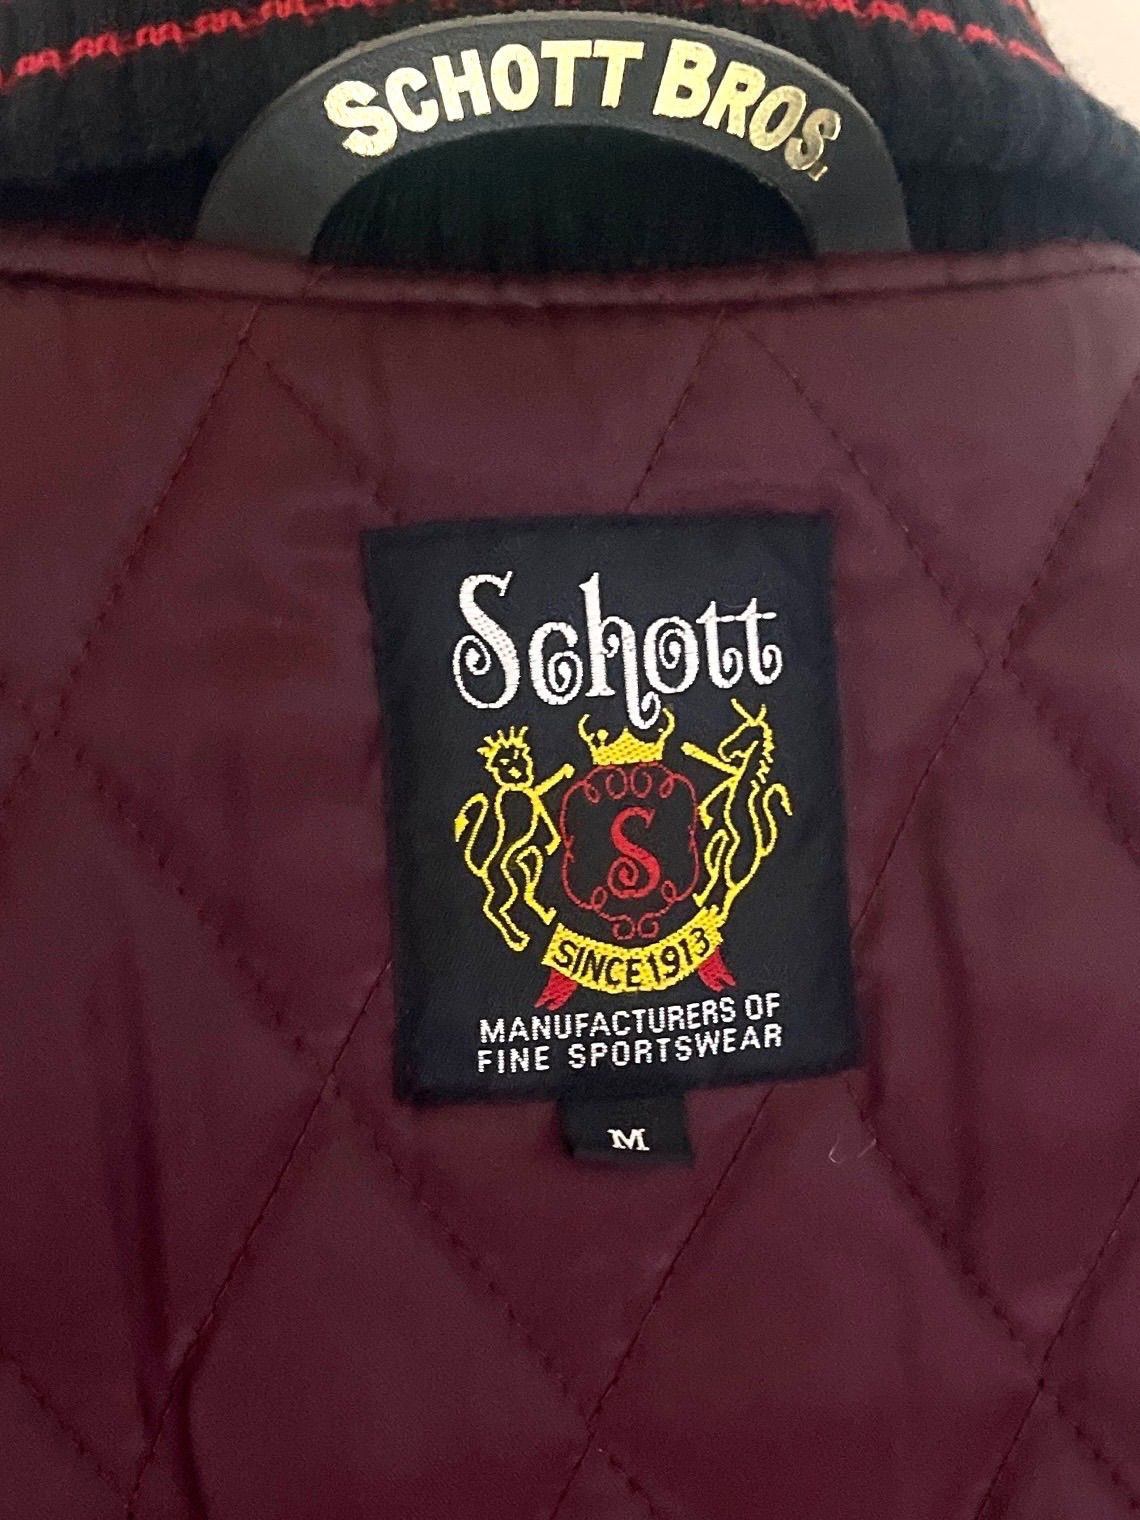 SCHOTT BROS.
Schott
S
SINCE 1913
MANUFACTURERS OF
FINE SPORTSWEAR
M